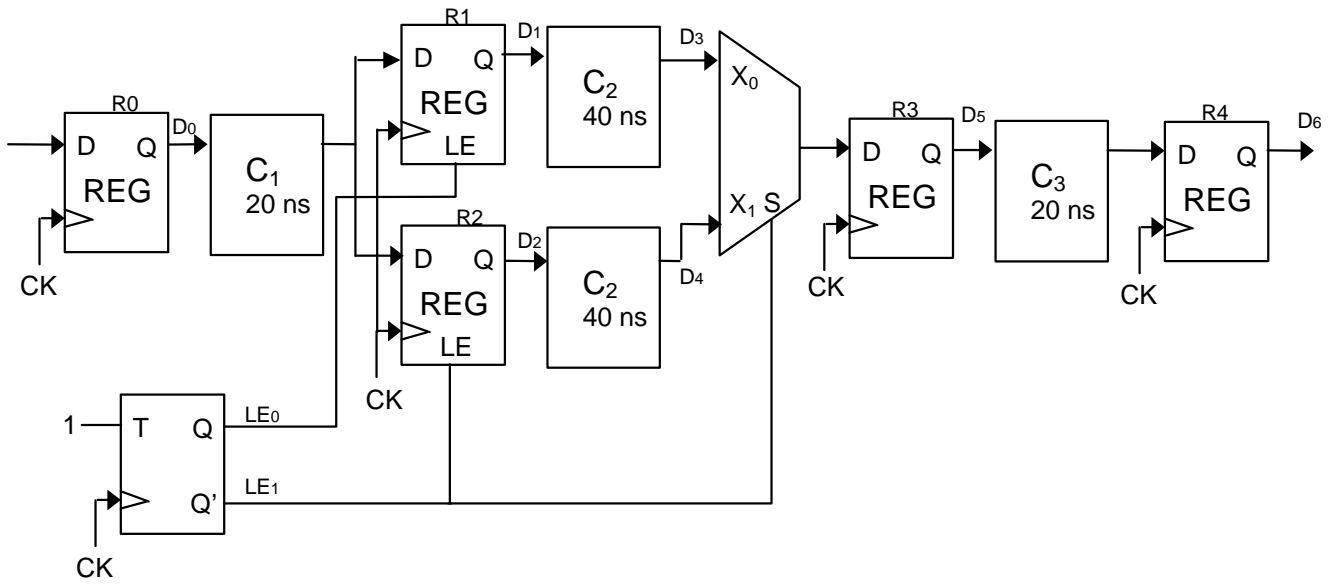 R0
D Q
REG
CK
D0
C1
20 ns
R1
D Q
REG
LE
D1
C2
40 ns
D3
R2
D Q
REG
LE
CK
D2
C2
40 ns
D4
X0
X1 S
R3
D Q
REG
CK
D5
C3
20 ns
R4
D Q
REG
CK
D6
1
T Q
Q’
CK
LE0
LE1